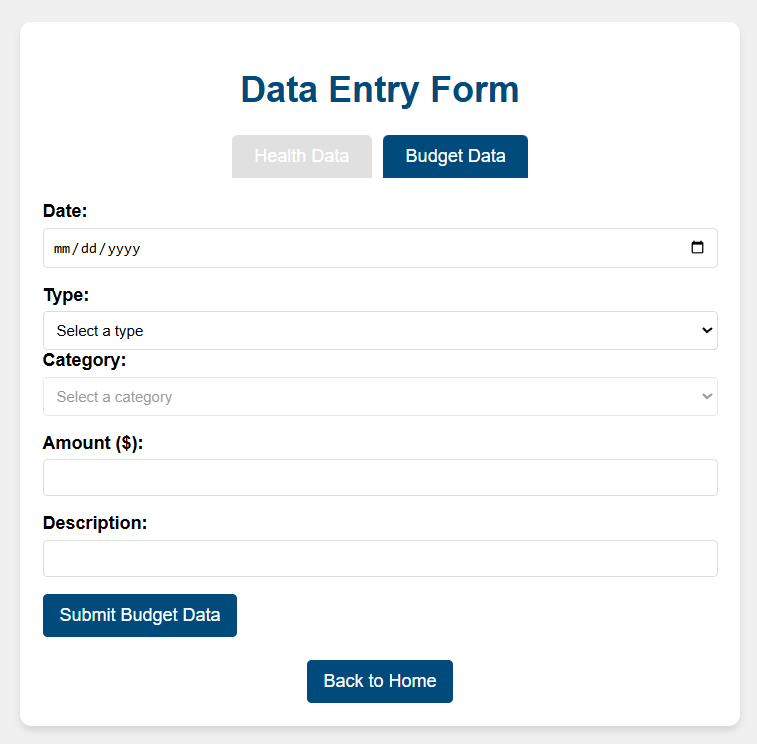 Data Entry Form
Health Data Budget Data
Date:
mm/dd/yyyy
Type:
Select a type
Category:
Select a category
Amount ($):
Description:
Submit Budget Data
Back to Home